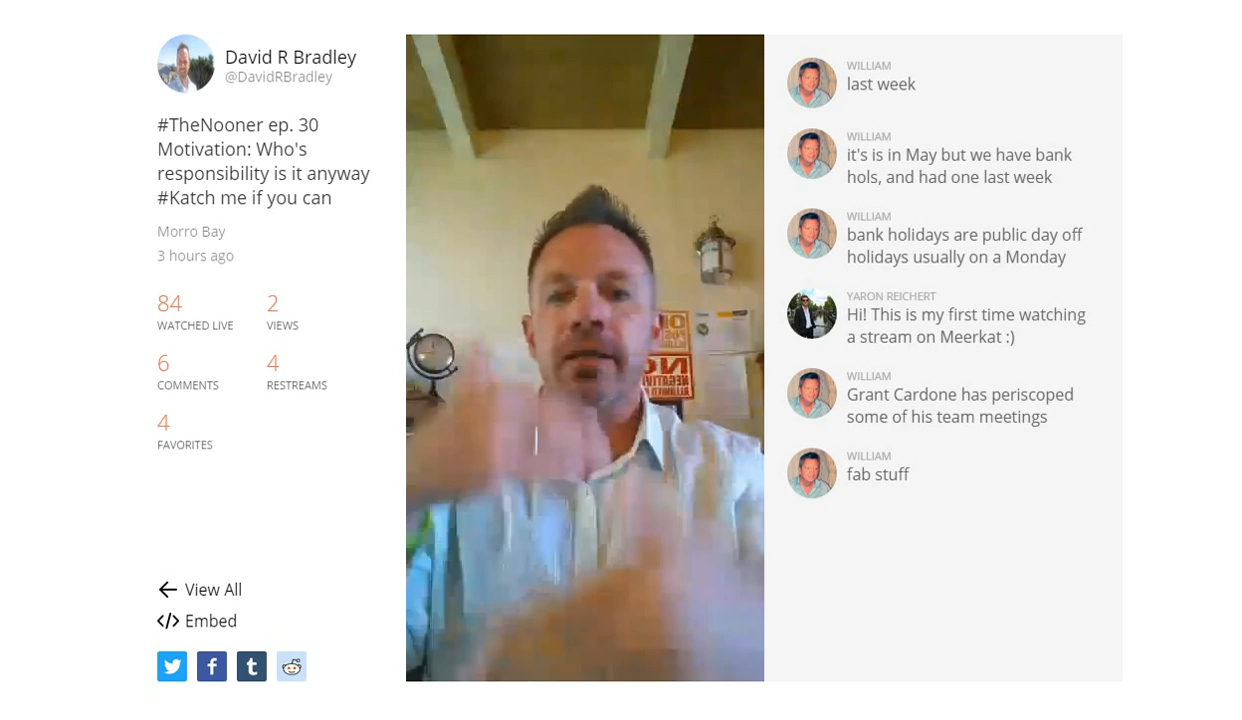 David R Bradley
@DavidRBradley
#TheNooner ep. 30
Motivation: Who's
responsibility is it anyway
#Katch me if you can
Morro Bay
3 hours ago
84
WATCHED LIVE
2
VIEWS
6
COMMENTS
4
RESTREAMS
4
FAVORITES
View All
Embed
NO
NEGATIVE
WILLIAM
last week
WILLIAM
it's is in May but we have bank
hols, and had one last week
WILLIAM
bank holidays are public day off
holidays usually on a Monday
YARON REICHERT
Hi! This is my first time watching
a stream on Meerkat :)
WILLIAM
Grant Cardone has periscoped
some of his team meetings
WILLIAM
fab stuff